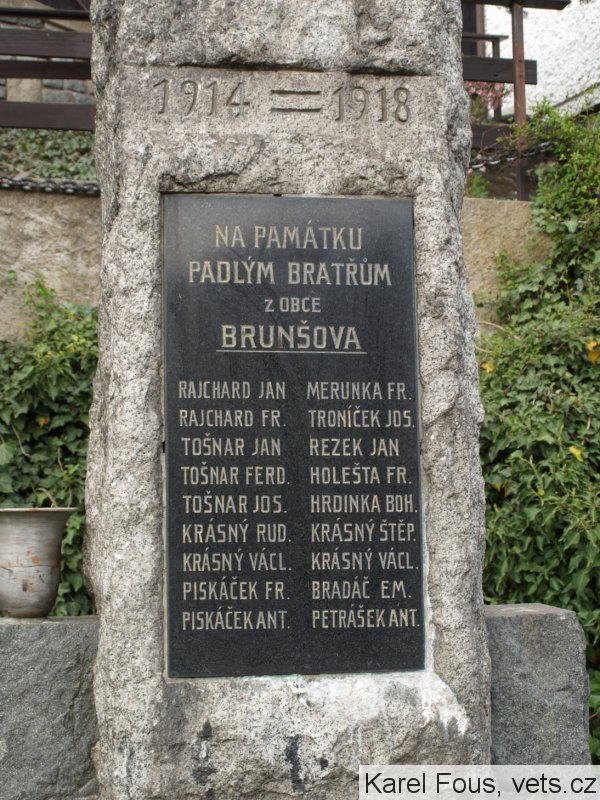 1914 = 1918
NA PAMÁTKU
PADLÝM BRATŘŮM
Z OBCE
BRUNŠOVA
RAJCHARD JAN MERUNKA FR.
RAJCHARD FR. TRONÍČEK JOS.
TOŠNAR JAN REZEK JAN
TOŠNAR FERD. HOLEŠTA FR.
TOŠNAR JOS. HRDINKA BOH.
KRÁSNÝ RUD. KRÁSNÝ ŠTĚP.
KRÁSNÝ VÁCL. KRÁSNÝ VÁCL.
PISKÁČEK FR. BRADÁČ EM.
PISKÁČEK ANT. PETRÁŠEK ANT.
Karel Fous, vets.cz